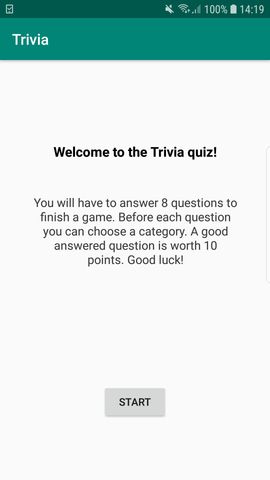 100% 14:19
Trivia
Welcome to the Trivia quiz!
You will have to answer 8 questions to
finish a game. Before each question
you can choose a category. A good
answered question is worth 10
points. Good luck!
START